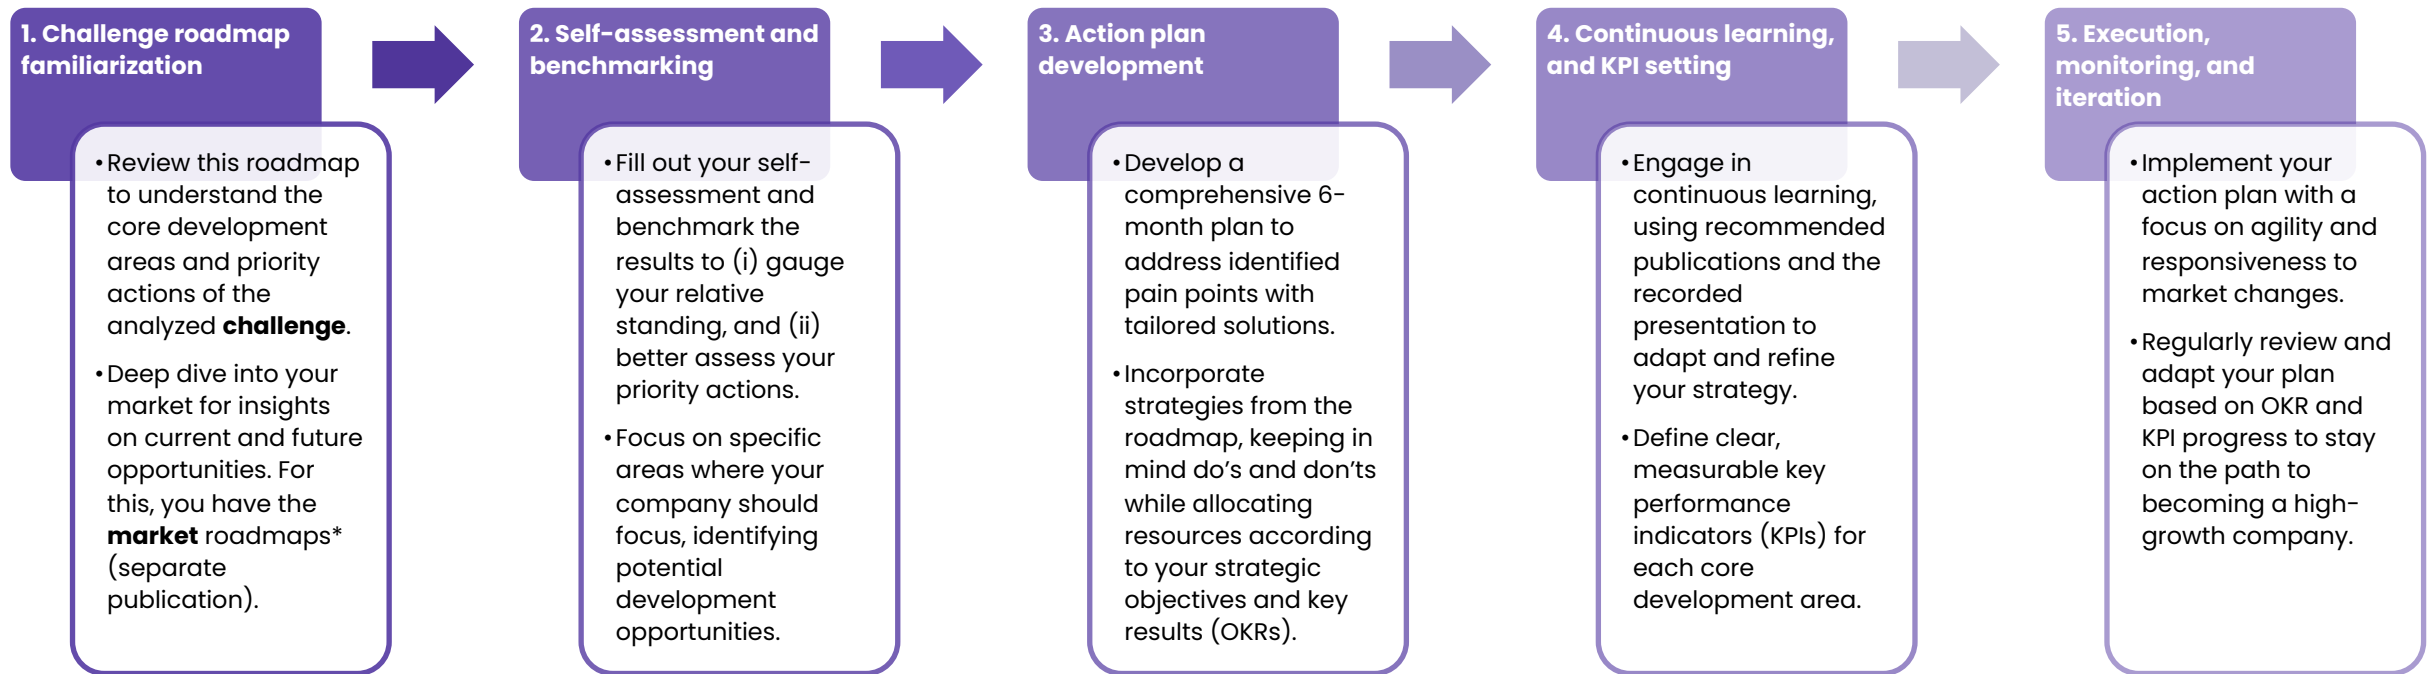 1. Challenge roadmap
familiarization
• Review this roadmap
to understand the
core development
areas and priority
actions of the
analyzed challenge.
• Deep dive into your
market for insights
on current and future
opportunities. For
this, you have the
market roadmaps*
(separate
publication).
2. Self-assessment and
benchmarking
• Fill out your self-
assessment and
benchmark the
results to (i) gauge
your relative
standing, and (ii)
better assess your
priority actions.
• Focus on specific
areas where your
company should
focus, identifying
potential
development
opportunities.
3. Action plan
development
• Develop a
comprehensive 6-
month plan to
address identified
pain points with
tailored solutions.
• Incorporate
strategies from the
roadmap, keeping in
mind do's and don'ts
while allocating
resources according
to your strategic
objectives and key
results (OKRs).
4. Continuous learning,
and KPI setting
• Engage in
continuous learning,
using recommended
publications and the
recorded
presentation to
adapt and refine
your strategy.
• Define clear,
measurable key
performance
indicators (KPIs) for
each core
development area.
5. Execution,
monitoring, and
iteration
• Implement your
action plan with a
focus on agility and
responsiveness to
market changes.
• Regularly review and
adapt your plan
based on OKR and
KPI progress to stay
on the path to
becoming a high-
growth company.